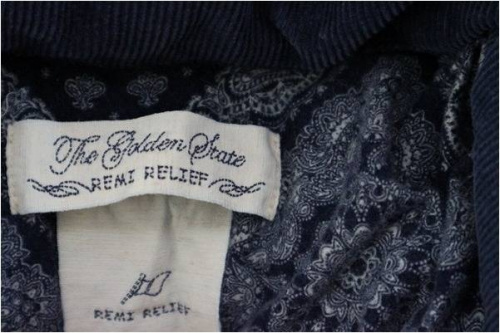 The Golden State
REMI RELIEF
REMI RELIEF